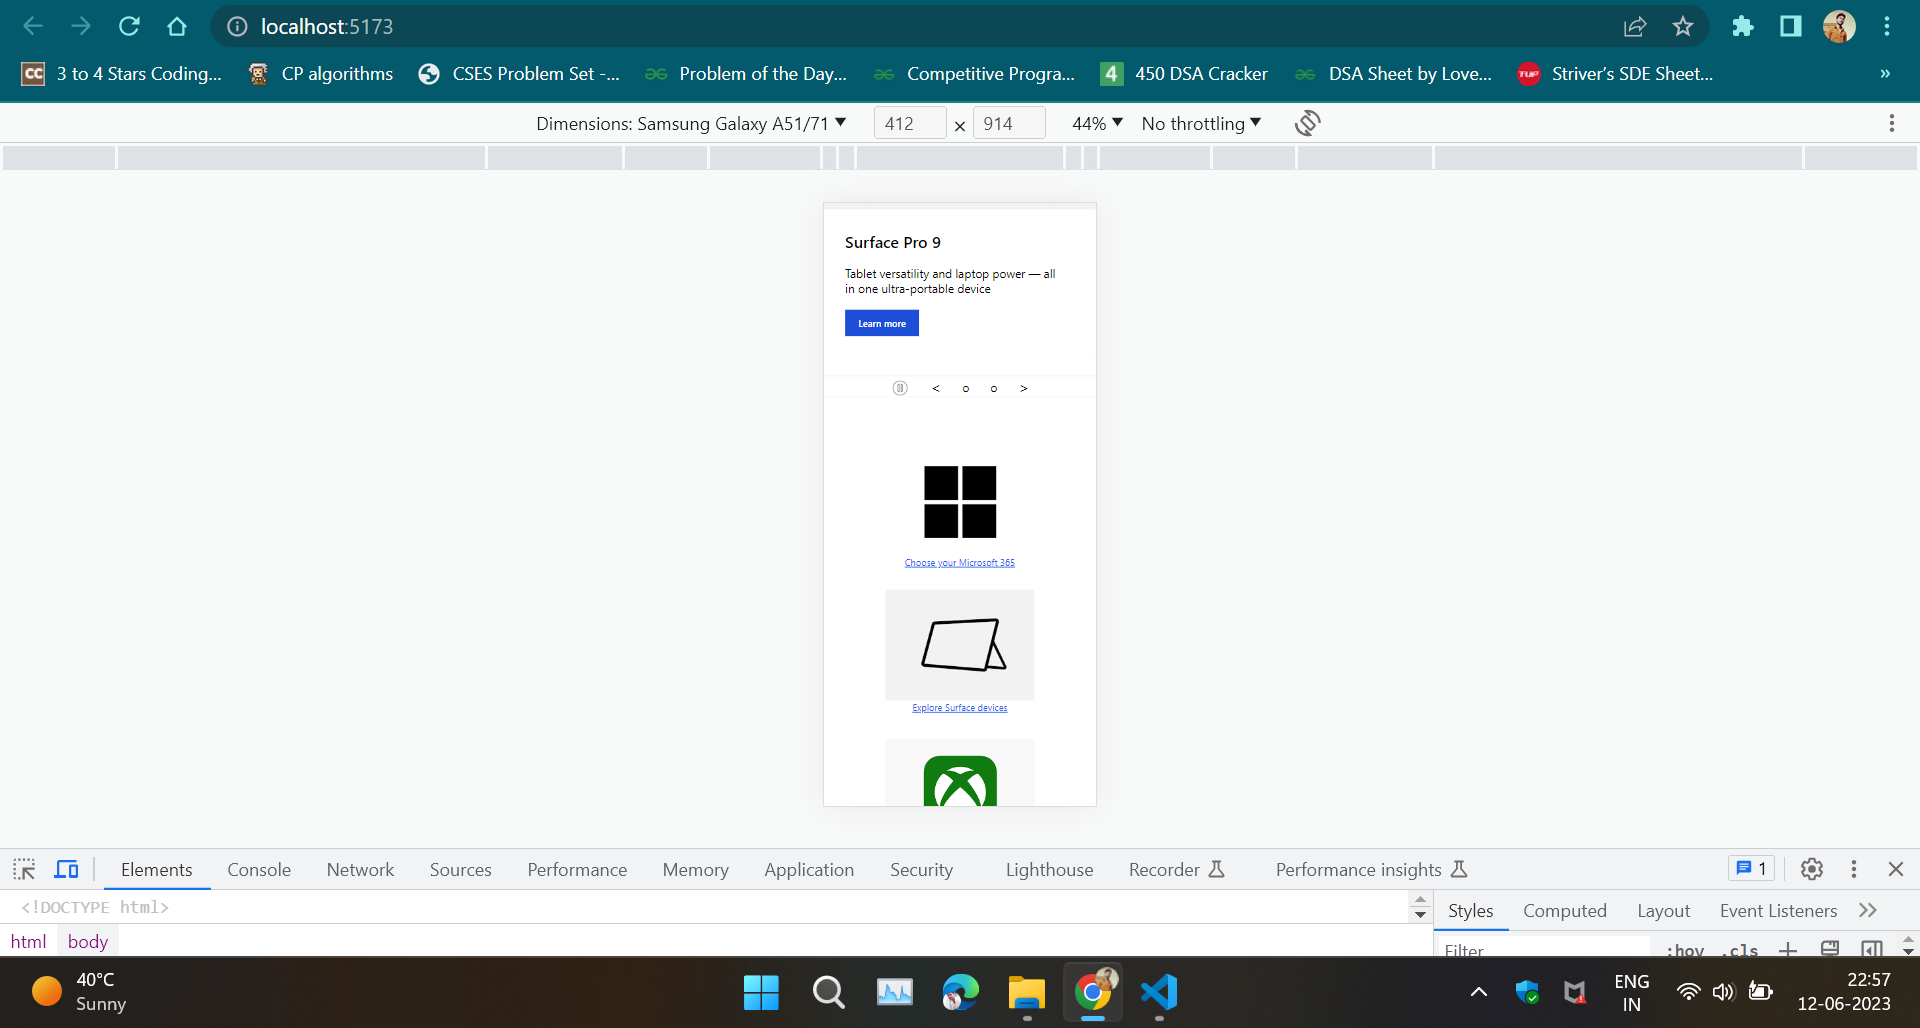 localhost:5173
CC 3 to 4 Stars Coding... CP algorithms CSES Problem Set -... Problem of the Day... Competitive Progra... 4 450 DSA Cracker DSA Sheet by Love... TUF Striver's SDE Sheet... »
Dimensions: Samsung Galaxy A51/71 412 × 914 44% No throttling
Surface Pro 9
Tablet versatility and laptop power — all
in one ultra-portable device
Learn more
< >
Choose your Microsoft 365
Explore Surface devices
Elements Console Network Sources Performance Memory Application Security Lighthouse Recorder Performance insights 1
<!DOCTYPE html>
Styles Computed Layout Event Listeners
html body
Filter :hov .cls
40°C
Sunny
ENG
IN
22:57
12-06-2023